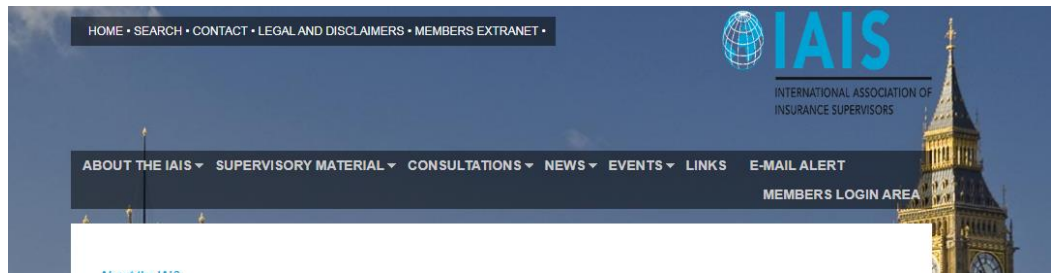 HOME • SEARCH • CONTACT • LEGAL AND DISCLAIMERS • MEMBERS EXTRANET •
IAIS
INTERNATIONAL ASSOCIATION OF
INSURANCE SUPERVISORS
ABOUT THE IAIS SUPERVISORY MATERIAL CONSULTATIONS NEWS EVENTS LINKS E-MAIL ALERT
MEMBERS LOGIN AREA